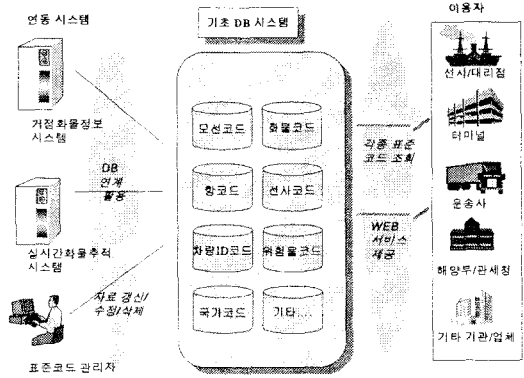 연동 시스템
기초 DB 시스템
이용자
거점화물정보
시스템
실시간화물추적
시스템
표준코드 관리자
DB
연계
활용
자료 갱신/
수정/삭제
모선코드
화물코드
항코드
선사코드
차량ID코드
위험물코드
국가코드
기타...
각종 표준
코드 조회
WEB
서비스
제공
선사/대리점
터미널
운송사
해양부/관세청
기타 기관/업체